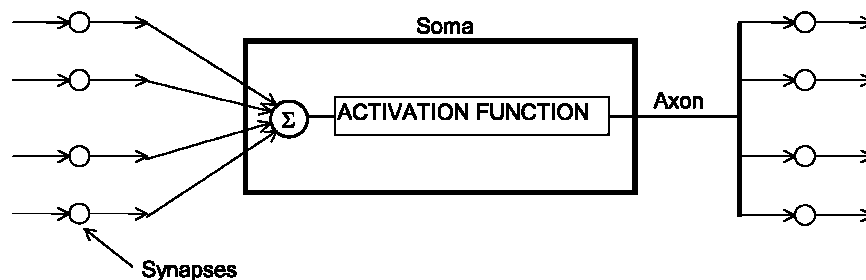 Soma
Σ
ACTIVATION FUNCTION
Axon
Synapses